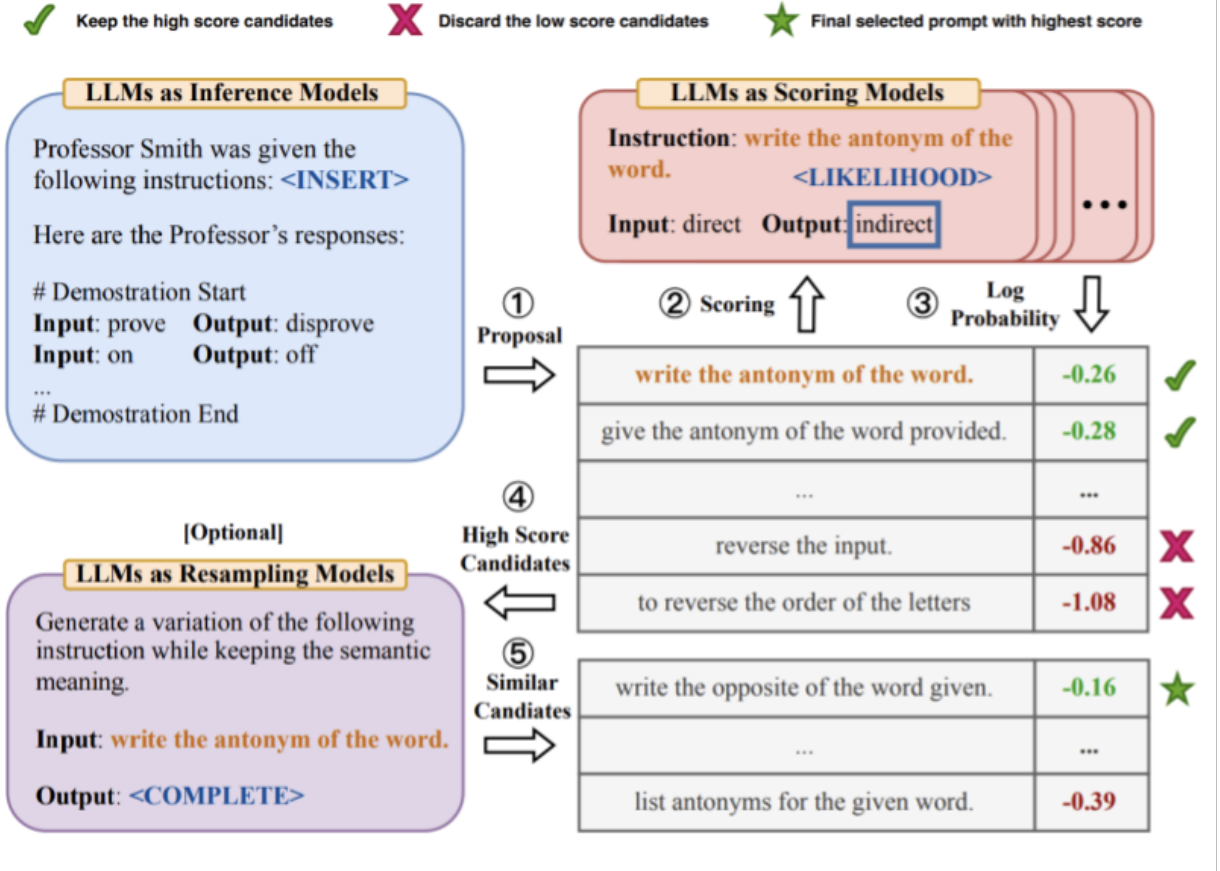 Keep the high score candidates
Discard the low score candidates
Final selected prompt with highest score
LLMs as Inference Models
Professor Smith was given the
following instructions: <INSERT>
Here are the Professor's responses:
# Demostration Start
Input: prove Output: disprove
Input: on Output: off
...
# Demostration End
① Proposal
LLMs as Scoring Models
Instruction: write the antonym of the
word. <LIKELIHOOD>
Input: direct Output: indirect
...
② Scoring
③ Log
Probability
write the antonym of the word. -0.26
give the antonym of the word provided. -0.28
... ...
reverse the input. -0.86
to reverse the order of the letters -1.08
④
High Score
Candidates
[Optional]
LLMs as Resampling Models
Generate a variation of the following
instruction while keeping the semantic
meaning.
Input: write the antonym of the word.
Output: <COMPLETE>
⑤
Similar
Candiates
write the opposite of the word given. -0.16
... ...
list antonyms for the given word. -0.39